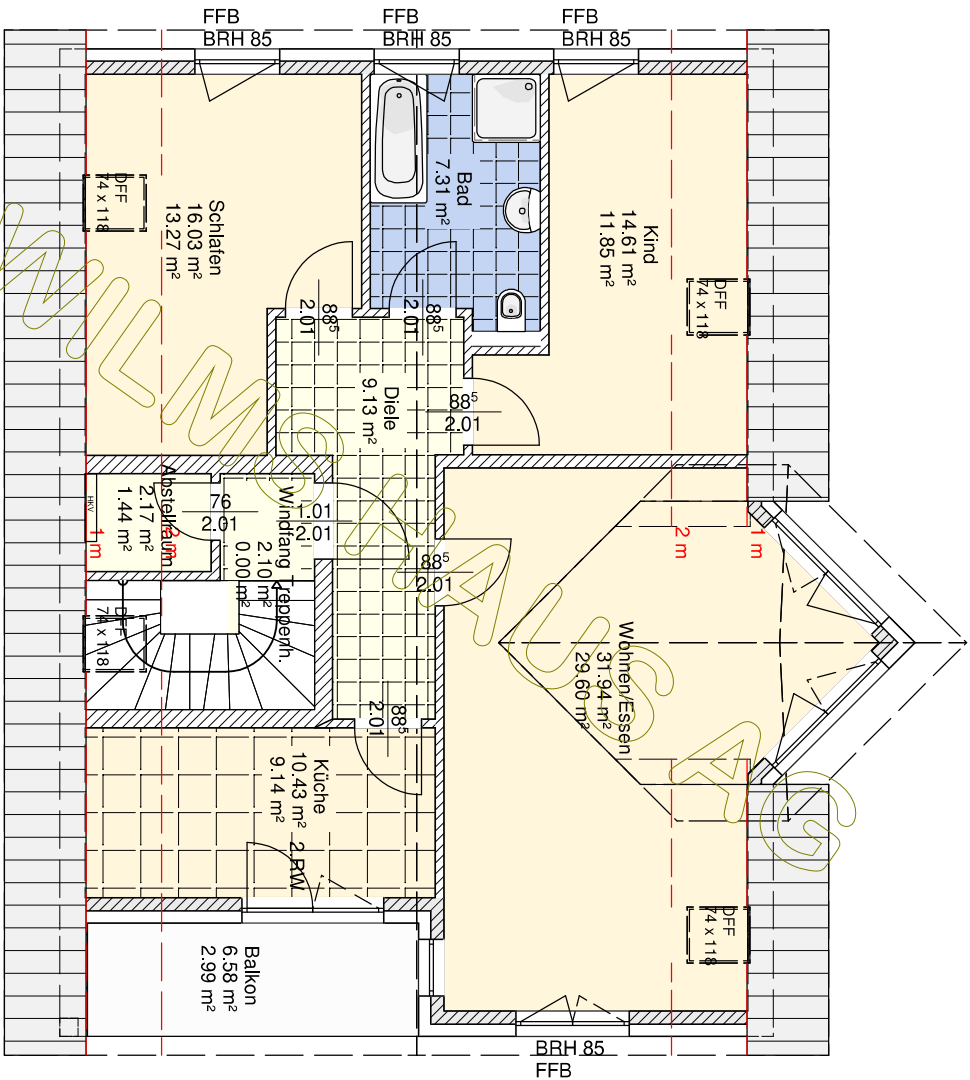 FFB
BRH 85
FFB
BRH 85
FFB
BRH 85
DFF
74 x 118
Schlafen
16.03 m²
13.27 m²
Bad
7.31 m²
Kind
14.61 m²
11.85 m²
DFF
74 x 118
88⁵
2.01
88⁵
2.01
Diele
9.13 m²
88⁵
2.01
HKV
Abstellraum
2.17 m²
1.44 m²
76
2.01
Windfang Treppenh.
2.10 m²
0.00 m²
1.01
2.01
1 m
2 m
2 m
1 m
88⁵
2.01
DFF
74 x 118
Wohnen/Essen
31.94 m²
29.60 m²
88⁵
2.01
Küche
10.43 m²
9.14 m²
2.RW
DFF
74 x 118
Balkon
6.58 m²
2.99 m²
BRH 85
FFB
WILMS HAUS AG